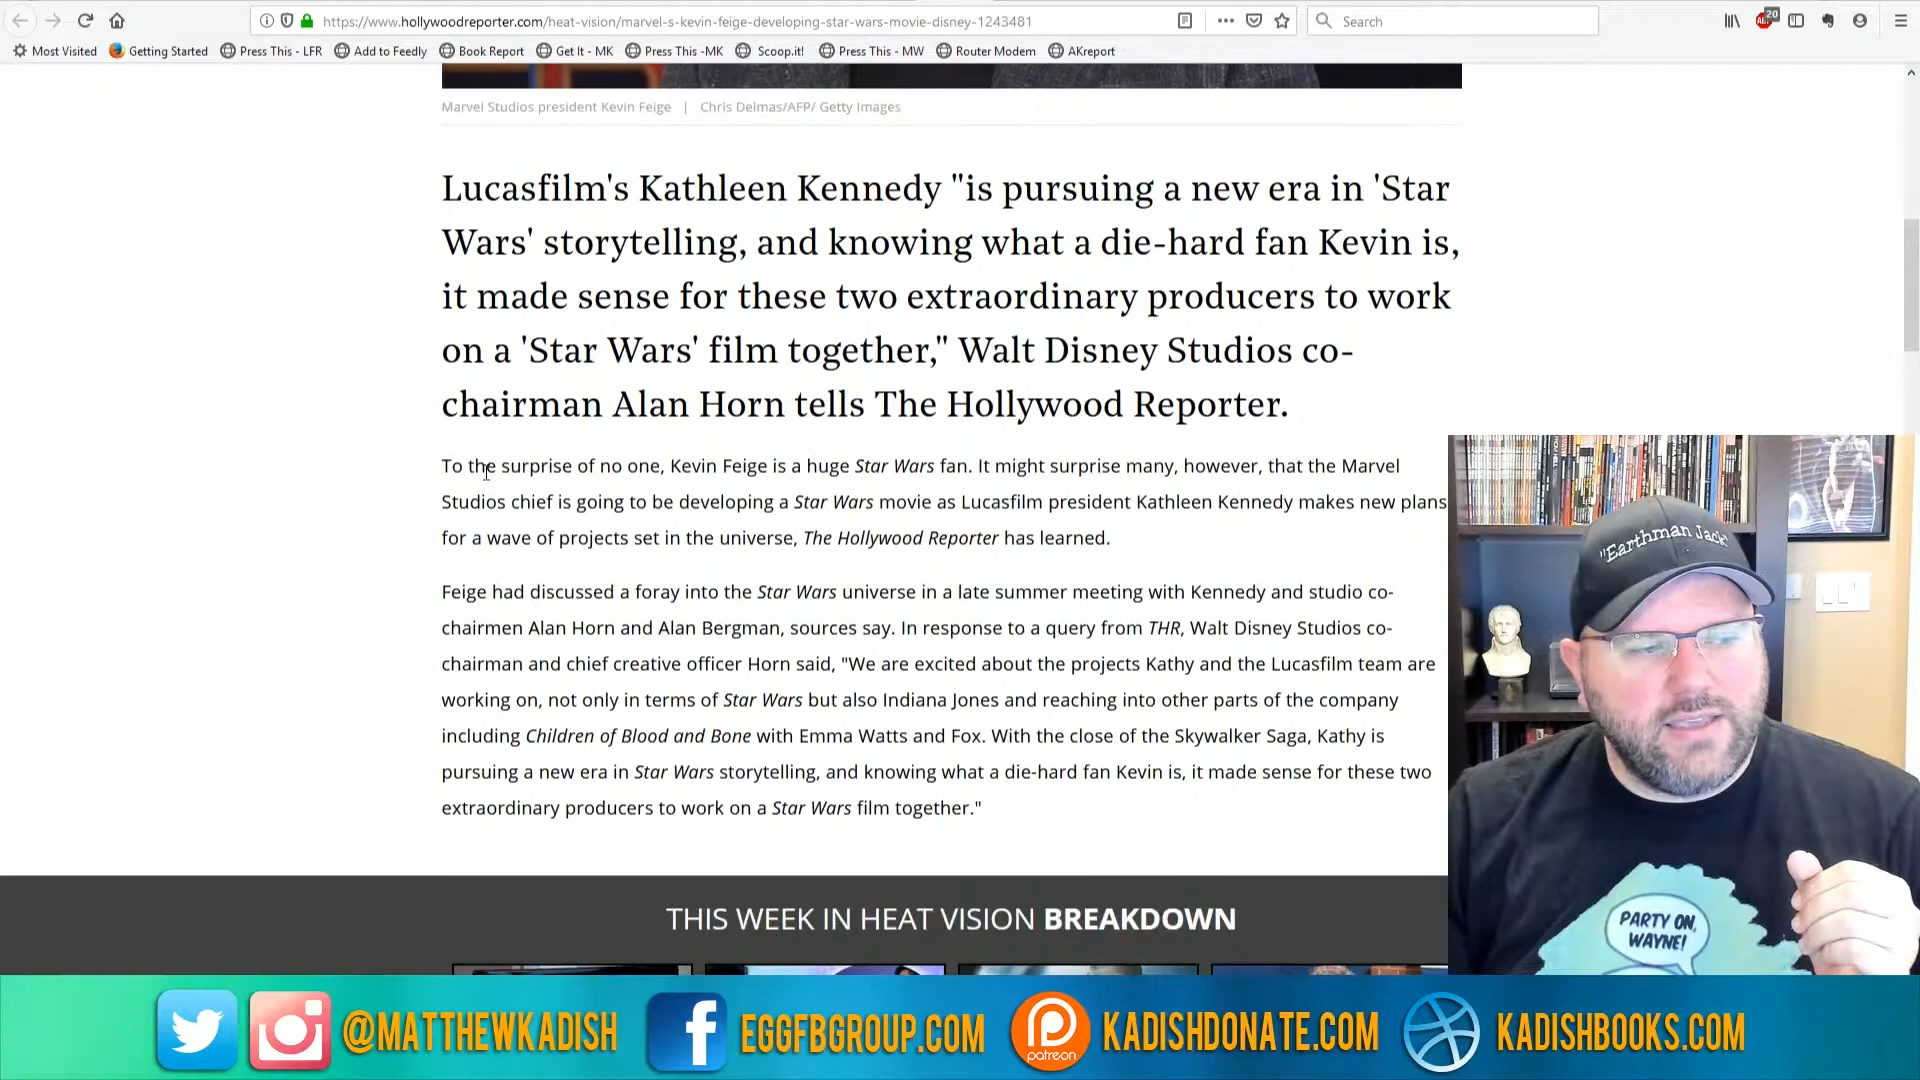 https://www.hollywoodreporter.com/heat-vision/marvel-s-kevin-feige-developing-star-wars-movie-disney-1243481
Search
20
Most Visited Getting Started Press This - LFR Add to Feedly Book Report Get It - MK Press This -MK Scoop.it! Press This - MW Router Modem AKreport
Marvel Studios president Kevin Feige | Chris Delmas/AFP/ Getty Images
Lucasfilm's Kathleen Kennedy "is pursuing a new era in 'Star
Wars' storytelling, and knowing what a die-hard fan Kevin is,
it made sense for these two extraordinary producers to work
on a 'Star Wars' film together," Walt Disney Studios co-
chairman Alan Horn tells The Hollywood Reporter.
To the surprise of no one, Kevin Feige is a huge Star Wars fan. It might surprise many, however, that the Marvel
Studios chief is going to be developing a Star Wars movie as Lucasfilm president Kathleen Kennedy makes new plans
for a wave of projects set in the universe, The Hollywood Reporter has learned.
Feige had discussed a foray into the Star Wars universe in a late summer meeting with Kennedy and studio co-
chairmen Alan Horn and Alan Bergman, sources say. In response to a query from THR, Walt Disney Studios co-
chairman and chief creative officer Horn said, "We are excited about the projects Kathy and the Lucasfilm team are
working on, not only in terms of Star Wars but also Indiana Jones and reaching into other parts of the company
including Children of Blood and Bone with Emma Watts and Fox. With the close of the Skywalker Saga, Kathy is
pursuing a new era in Star Wars storytelling, and knowing what a die-hard fan Kevin is, it made sense for these two
extraordinary producers to work on a Star Wars film together."
"Earthman Jack"
PARTY ON,
WAYNE!
THIS WEEK IN HEAT VISION BREAKDOWN
@MATTHEWKADISH
EGGFBGROUP.COM
patreon
KADISHDONATE.COM
KADISHBOOKS.COM